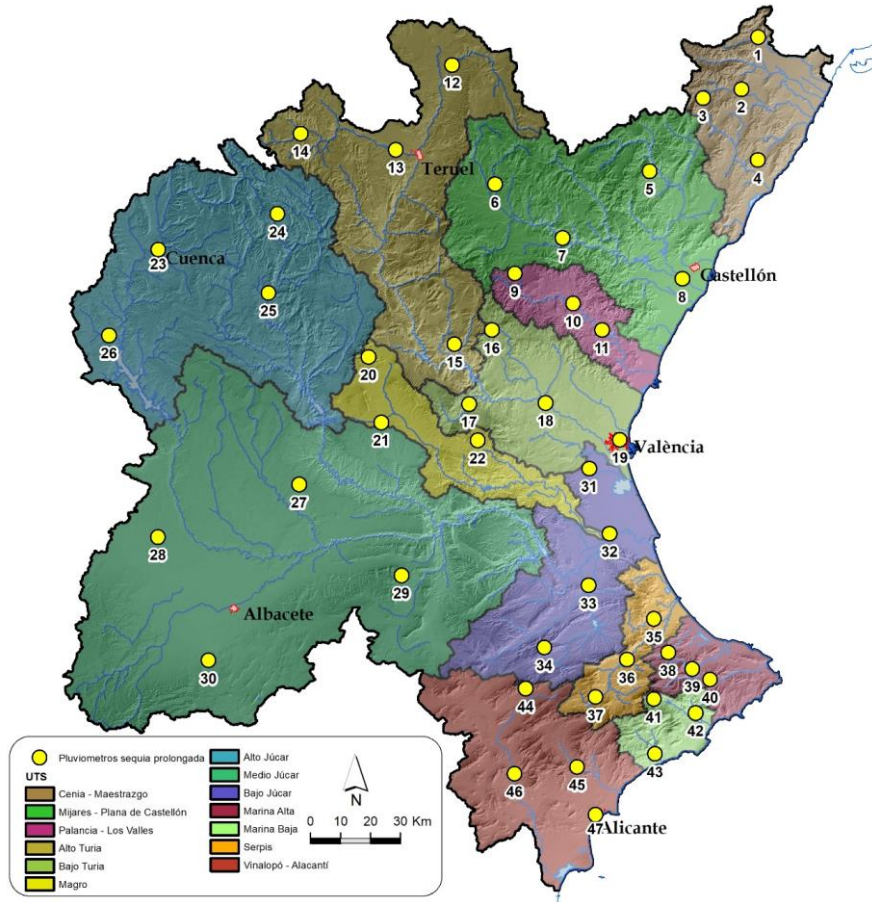 1
12
2
3
14
13
Teruel
4
5
6
24
7
23
Cuenca
Castellón
9
8
25
10
26
16
11
15
20
17
18
21
22
València
19
31
27
28
32
29
33
Albacete
35
34
30
36
38
39
40
44
37
41
42
43
46
45
47
Alicante
Pluviometros sequia prolongada
UTS
Cenia - Maestrazgo
Mijares - Plana de Castellón
Palancia - Los Valles
Alto Turia
Bajo Turia
Magro
Alto Júcar
Medio Júcar
Bajo Júcar
Marina Alta
Marina Baja
Serpis
Vinalopó - Alacantí
N
0 10 20 30 Km